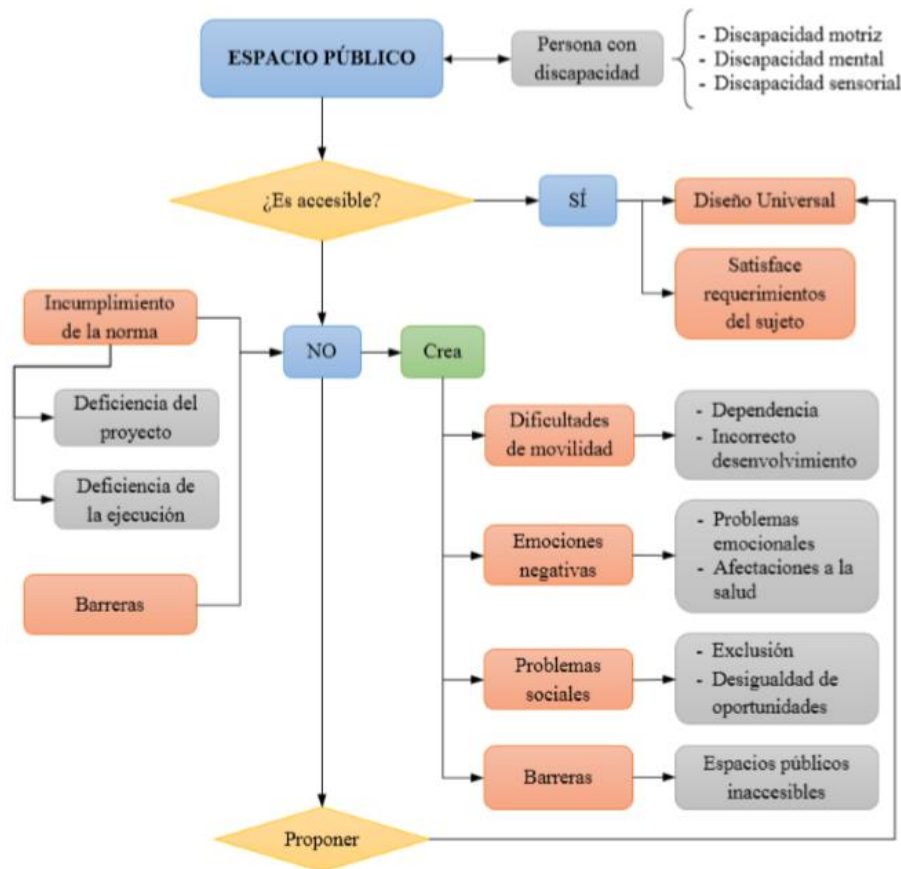 ESPACIO PÚBLICO
Persona con
discapacidad
- Discapacidad motriz
- Discapacidad mental
- Discapacidad sensorial
¿Es accesible?
SÍ
Diseño Universal
Satisface
requerimientos
del sujeto
Incumplimiento
de la norma
NO
Crea
Deficiencia del
proyecto
Deficiencia de
la ejecución
Barreras
Dificultades
de movilidad
- Dependencia
- Incorrecto
desenvolvimiento
Emociones
negativas
- Problemas
emocionales
- Afectaciones a la
salud
Problemas
sociales
- Exclusión
- Desigualdad de
oportunidades
Barreras
Espacios públicos
inaccesibles
Proponer